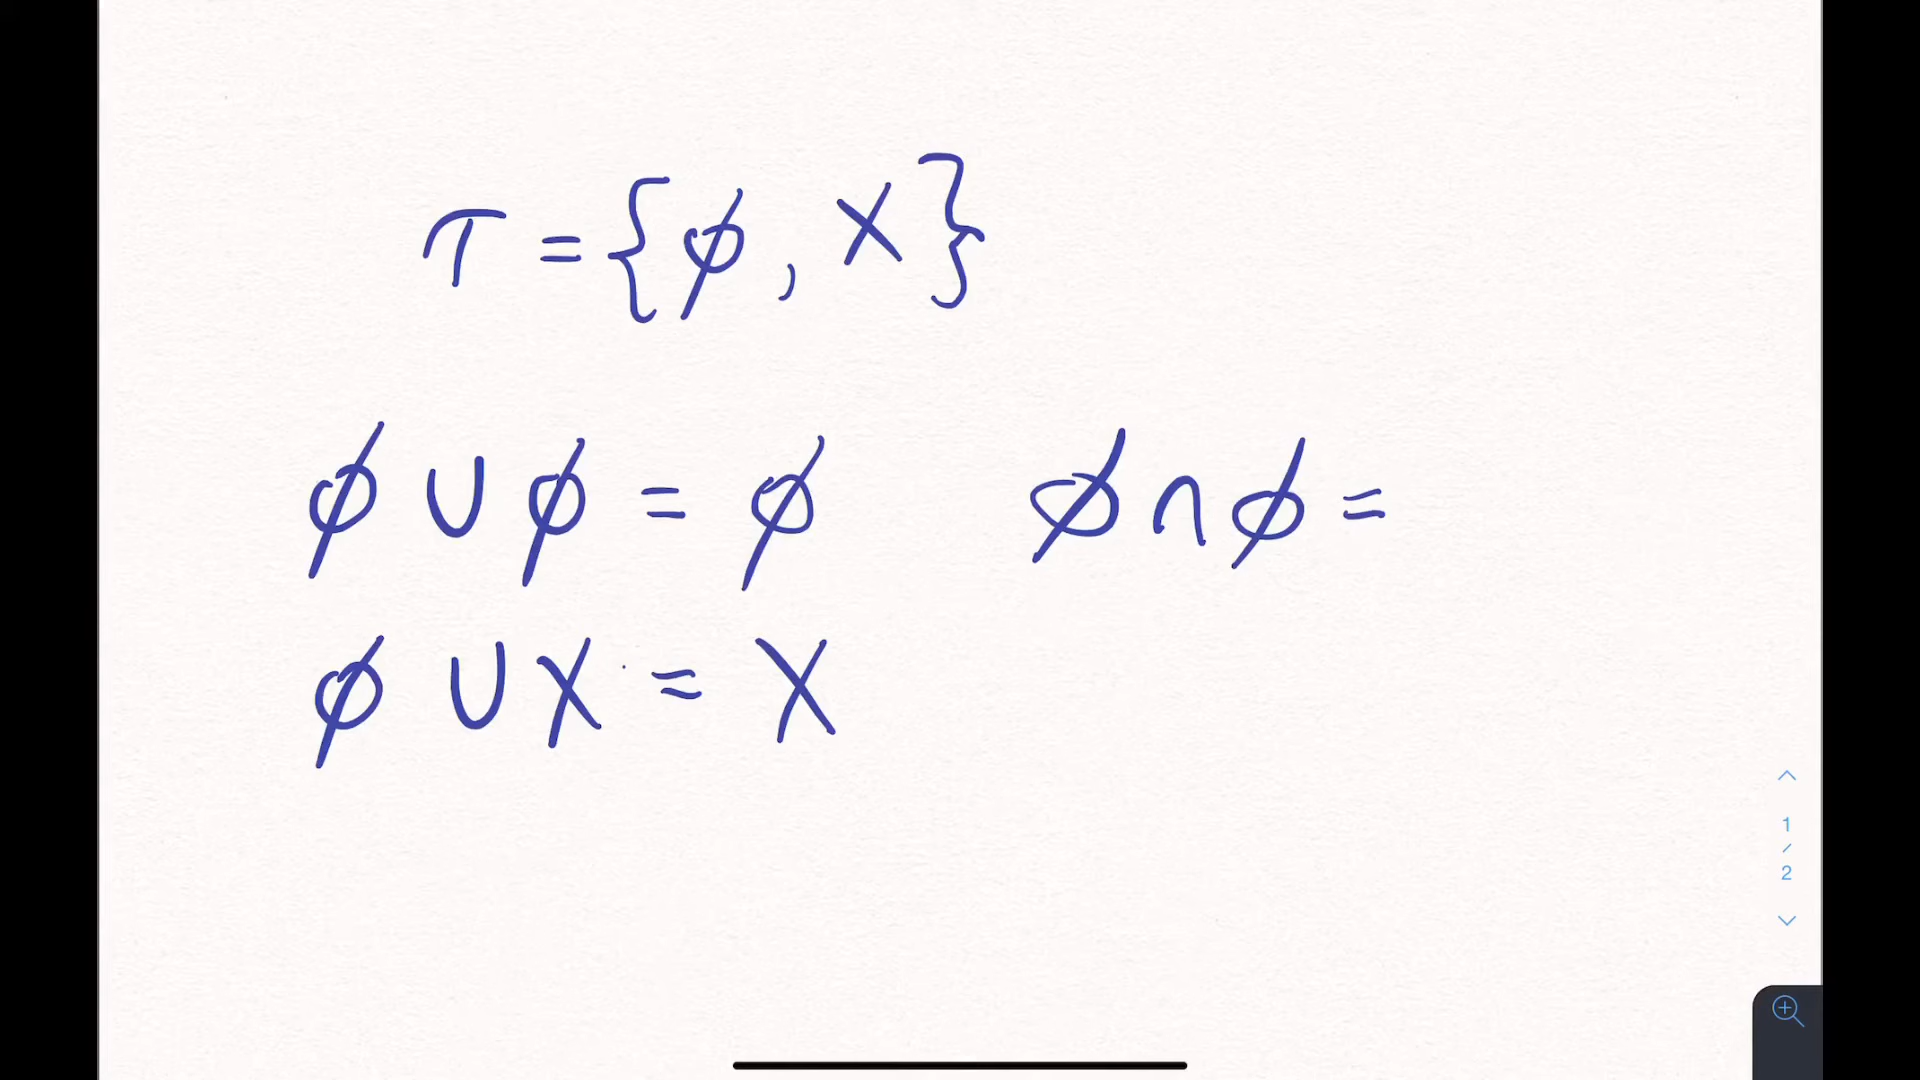 τ = {ϕ, X}
ϕ ∪ ϕ = ϕ ϕ ∩ ϕ =
ϕ ∪ X = X
1
/
2